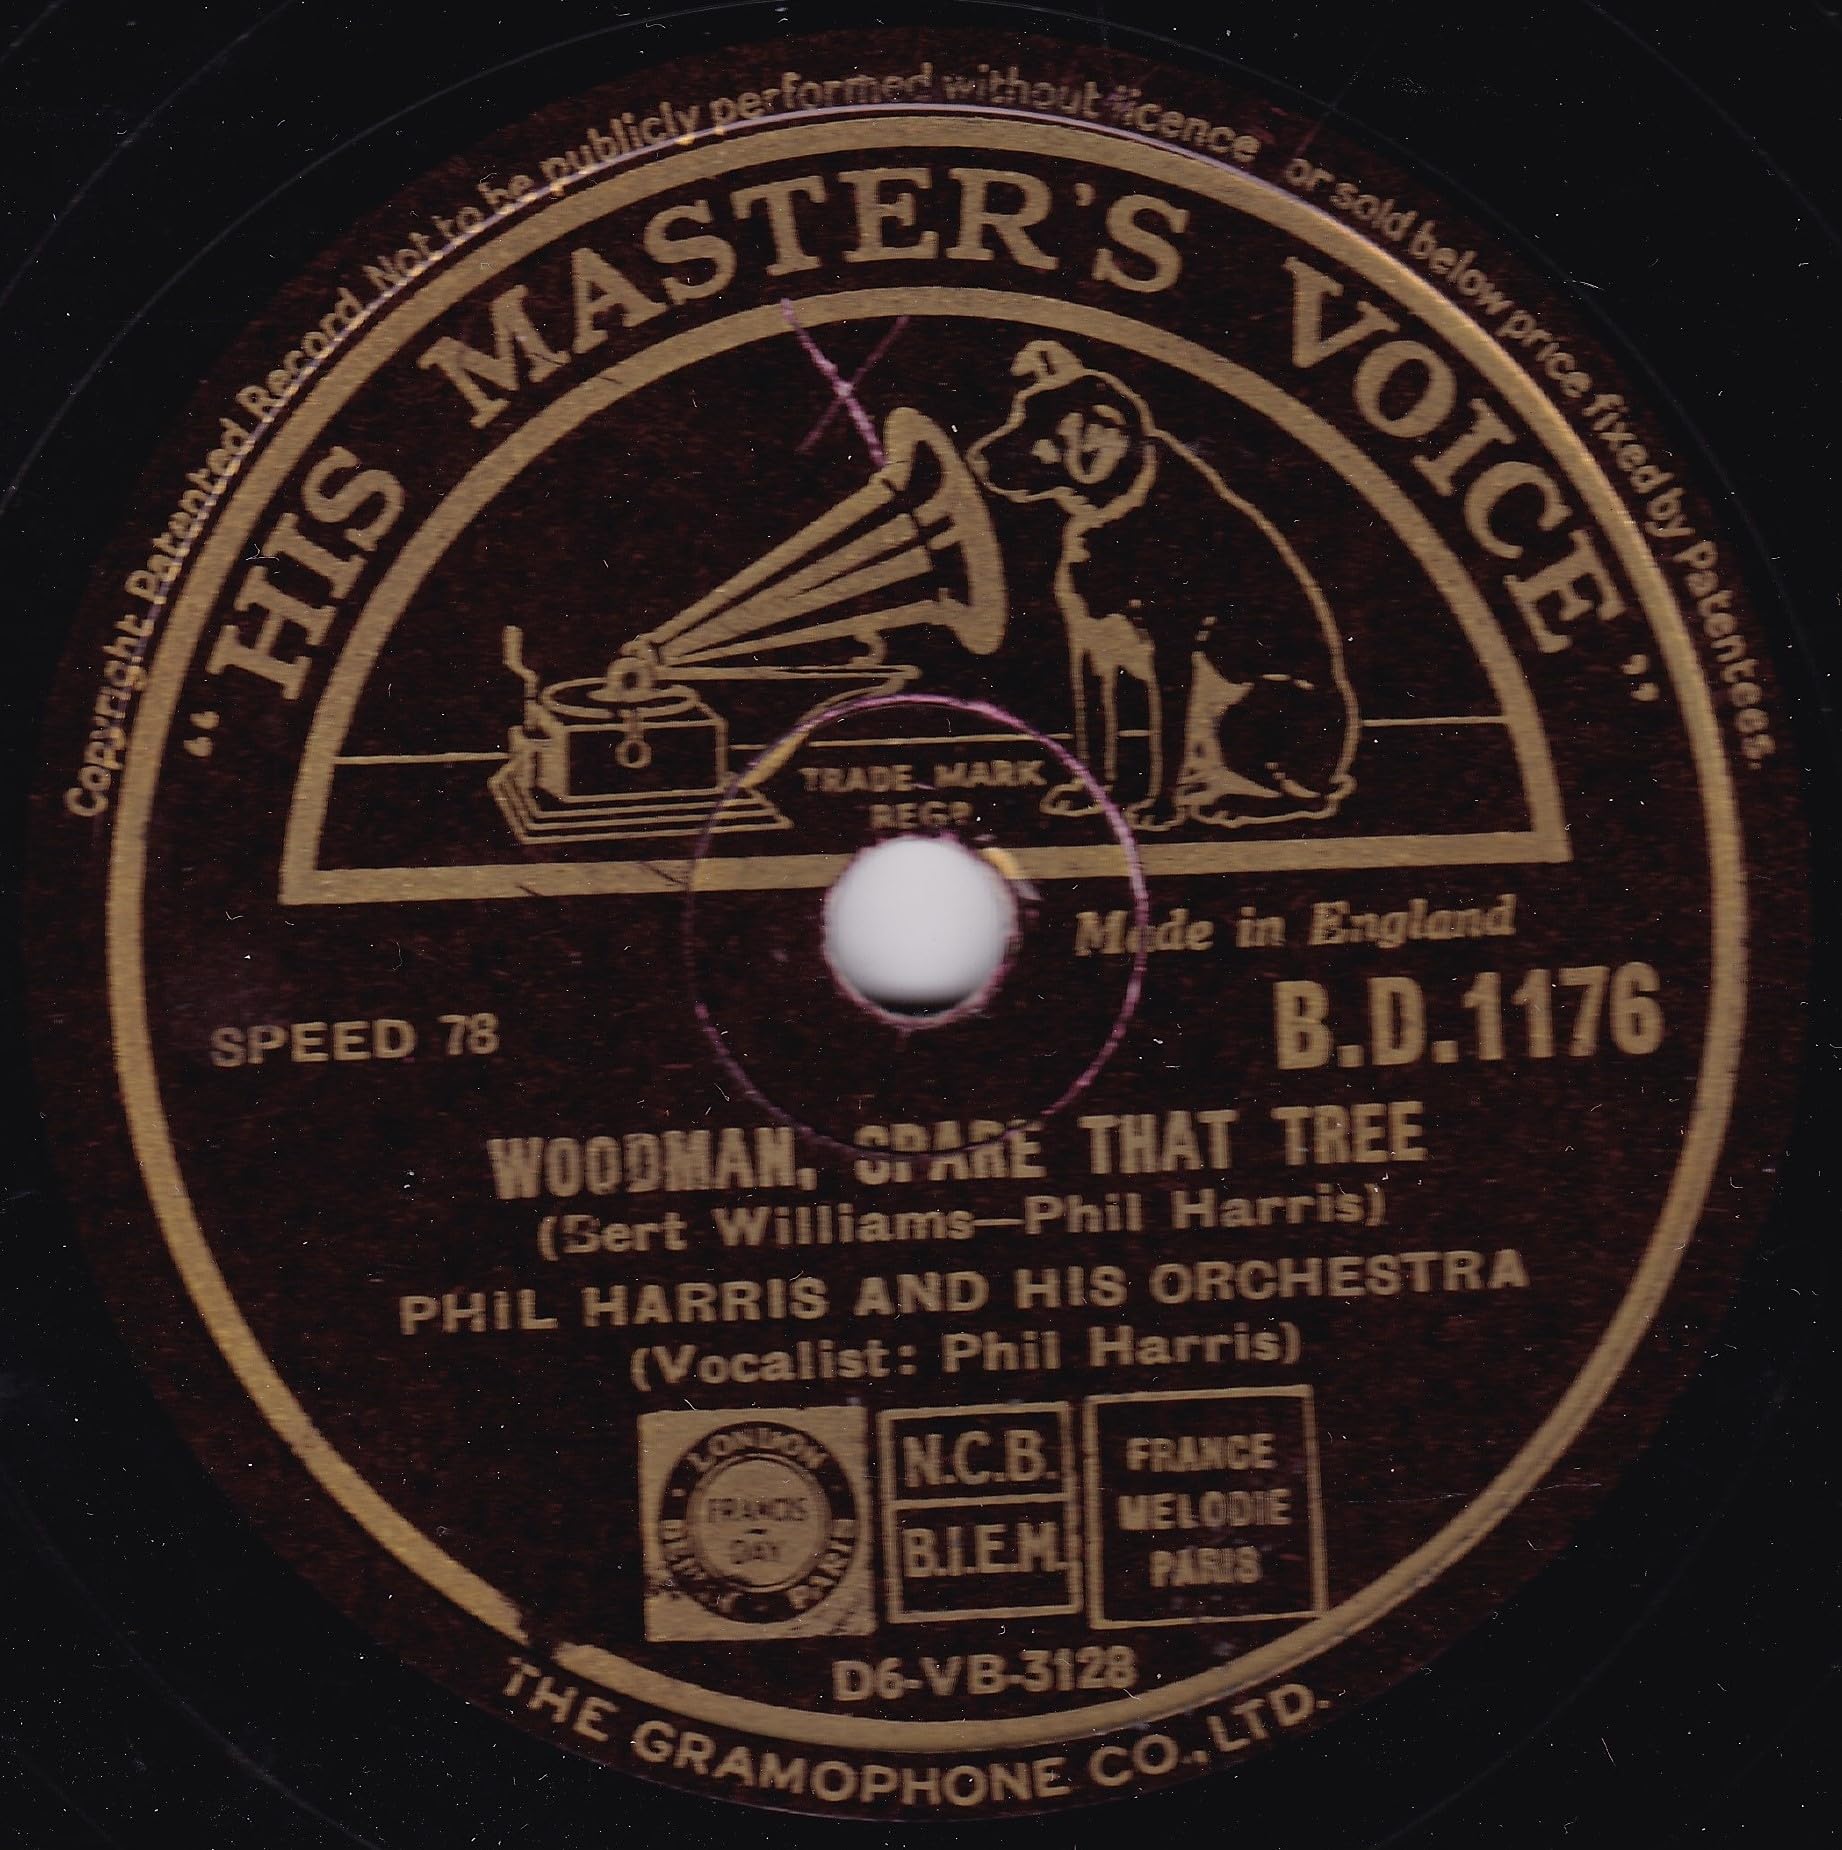 Copyright Patented Record. Not to be publicly performed without licence or sold below price fixed by Patentees.
"HIS MASTER'S VOICE"
TRADE MARK
REGD
Made in England
B.D.1176
SPEED 78
WOODMAN, SPARE THAT TREE
(Bert Williams—Phil Harris)
PHIL HARRIS AND HIS ORCHESTRA
(Vocalist: Phil Harris)
LONDON
FRANCIS
DAY
PARIS
N.C.B.
B.I.E.M.
FRANCE
MELODIE
PARIS
D6-VB-3128
THE GRAMOPHONE CO., LTD.